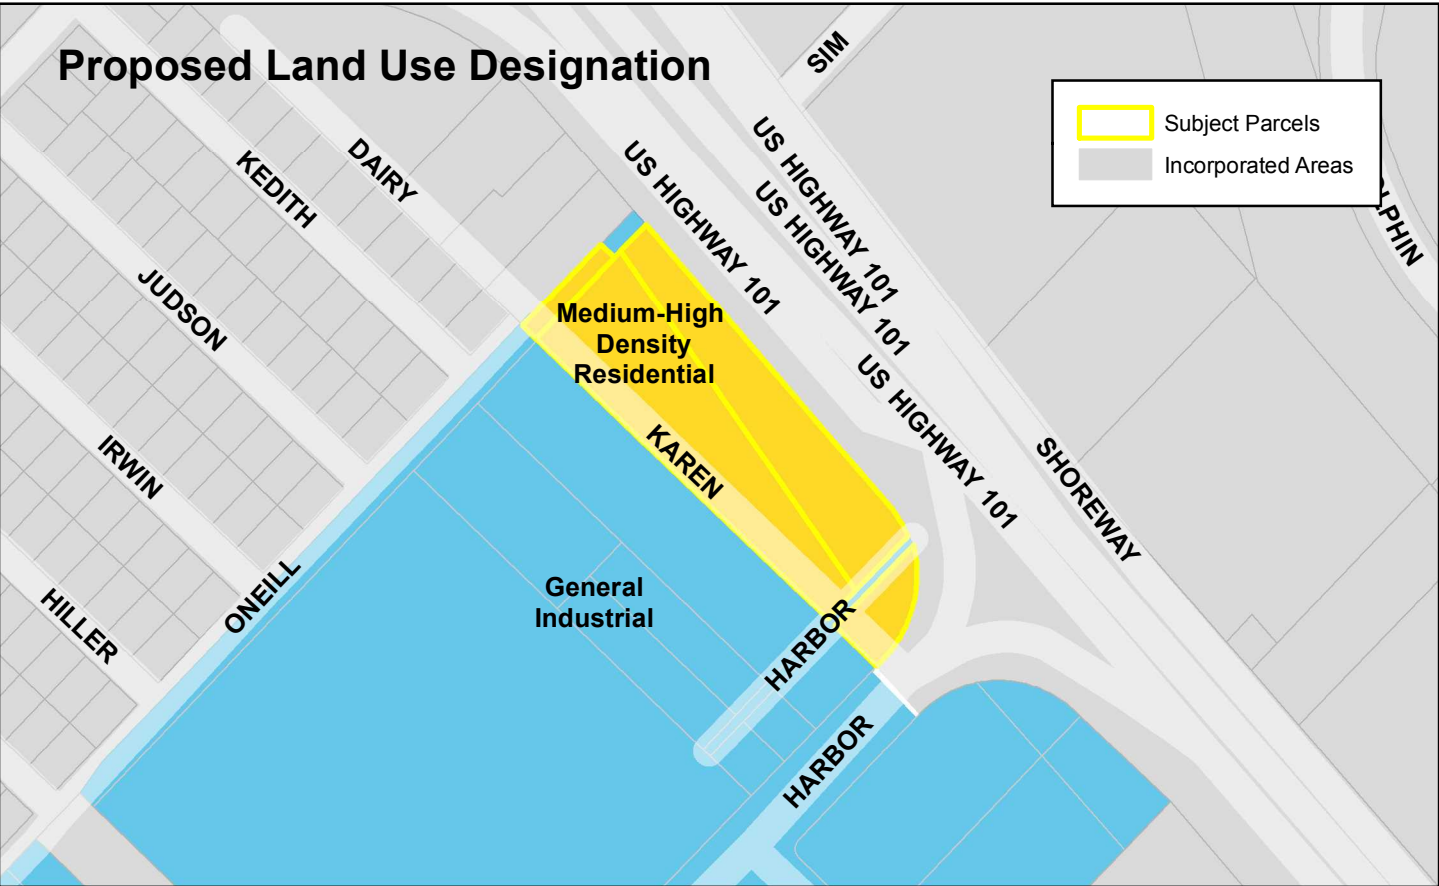 Proposed Land Use Designation
SIM
Subject Parcels
Incorporated Areas
DAIRY
KEDITH
US HIGHWAY 101
US HIGHWAY 101
US HIGHWAY 101
LPHIN
JUDSON
Medium-High
Density
Residential
US HIGHWAY 101
IRWIN
KAREN
SHOREWAY
ONEILL
General
Industrial
HILLER
HARBOR
HARBOR